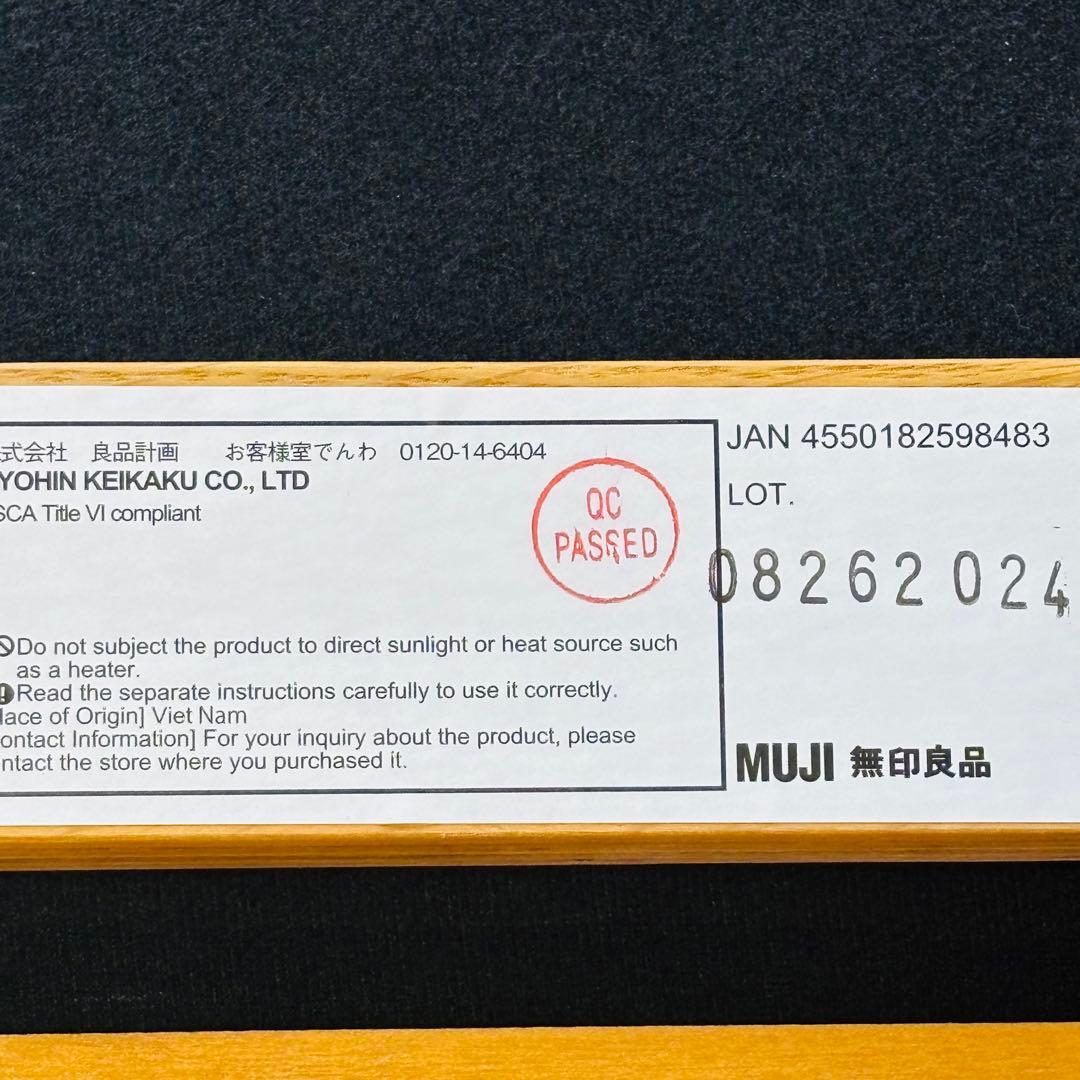 式会社 良品計画 お客様室でんわ 0120-14-6404
YOHIN KEIKAKU CO., LTD
SCA Title VI compliant
QC
PASSED
Do not subject the product to direct sunlight or heat source such
as a heater.
Read the separate instructions carefully to use it correctly.
lace of Origin] Viet Nam
ontact Information] For your inquiry about the product, please
ntact the store where you purchased it.
JAN 4550182598483
LOT.
08262024
MUJI 無印良品